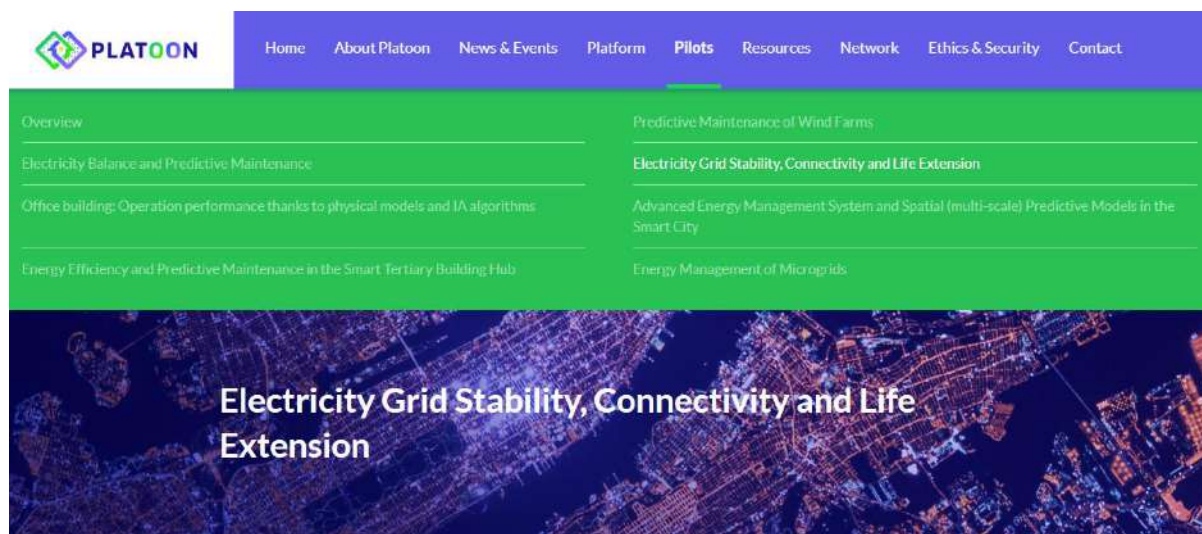 PLATOON
Home About Platoon News & Events Platform Pilots Resources Network Ethics & Security Contact
Overview
Predictive Maintenance of Wind Farms
Electricity Balance and Predictive Maintenance
Electricity Grid Stability, Connectivity and Life Extension
Office building: Operation performance thanks to physical models and IA algorithms
Advanced Energy Management System and Spatial (multi-scale) Predictive Models in the
Smart City
Energy Efficiency and Predictive Maintenance in the Smart Tertiary Building Hub
Energy Management of Microgrids
Electricity Grid Stability, Connectivity and Life
Extension